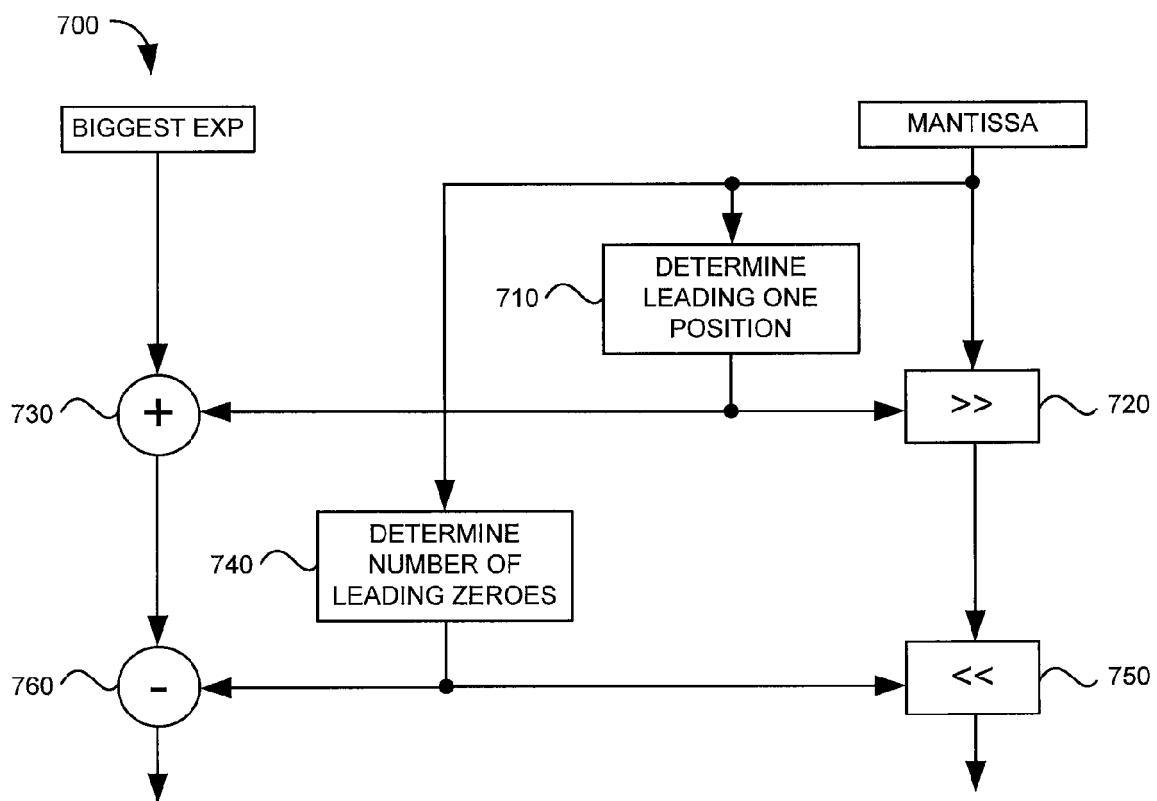 700
BIGGEST EXP
MANTISSA
710
DETERMINE
LEADING ONE
POSITION
730
+
>>
720
740
DETERMINE
NUMBER OF
LEADING ZEROES
760
-
<<
750